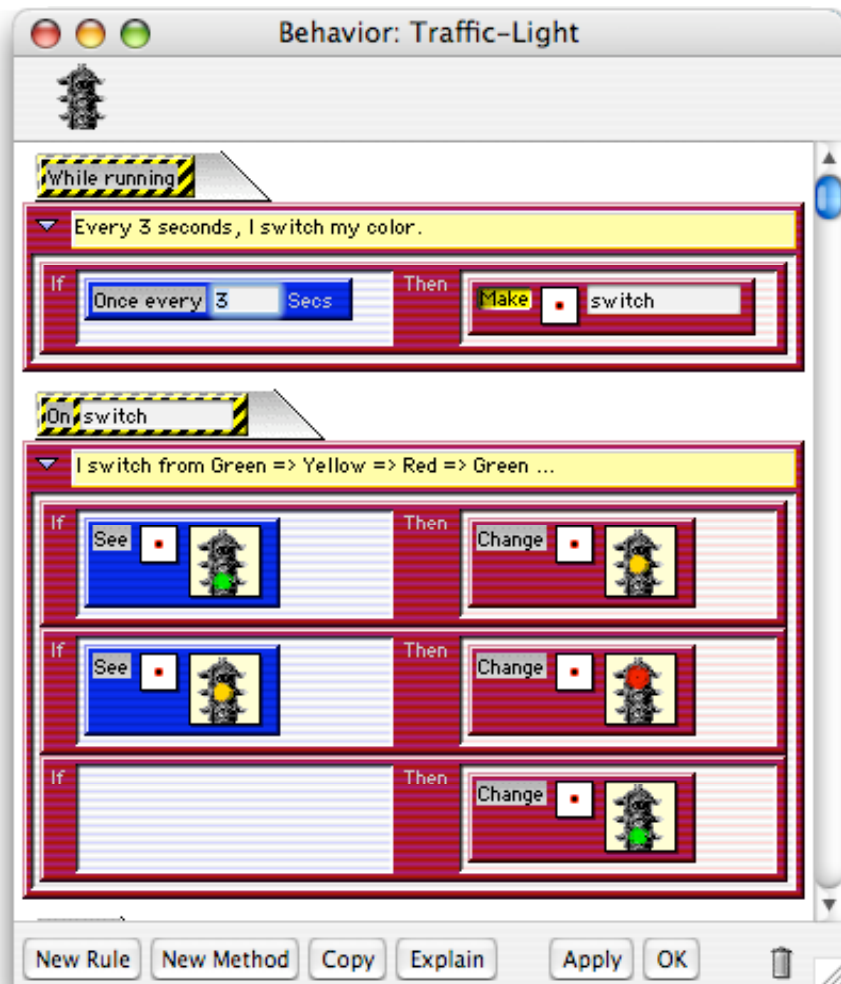 Behavior: Traffic-Light
While running
Every 3 seconds, I switch my color.
If Once every 3 Secs Then Make switch
On switch
I switch from Green => Yellow => Red => Green ...
If See Then Change
If See Then Change
If Then Change
New Rule New Method Copy Explain Apply OK